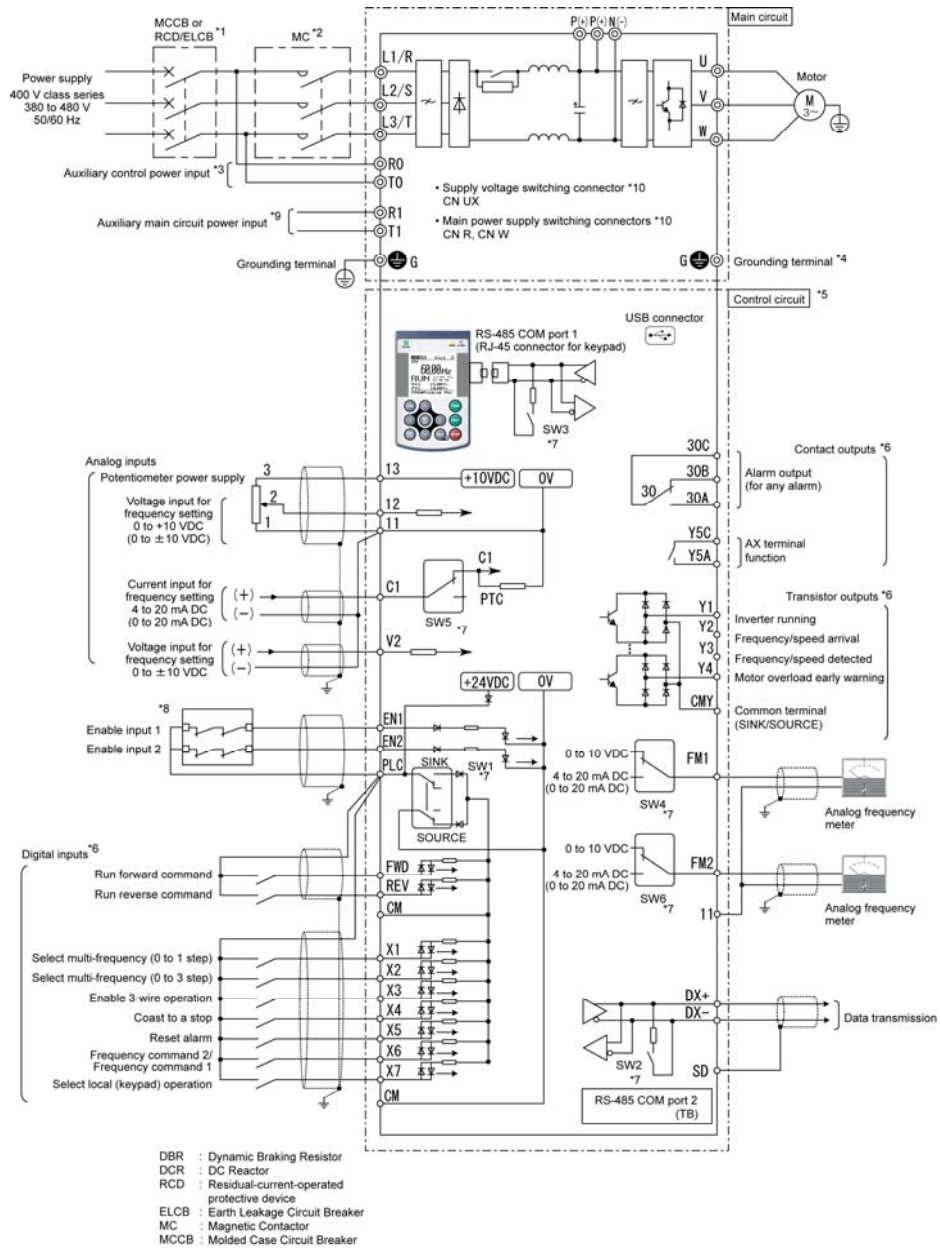 MCCB or
RCD/ELCB *1
MC *2
Power supply
400 V class series
380 to 480 V
50/60 Hz
L1/R
L2/S
L3/T
P(+) P(+) N(-)
Main circuit
U
V
W
Motor
M
3~
Auxiliary control power input *3
R0
T0
Auxiliary main circuit power input *9
R1
T1
• Supply voltage switching connector *10
CN UX
• Main power supply switching connectors *10
CN R, CN W
Grounding terminal
G
G
Grounding terminal *4
Control circuit *5
USB connector
RS-485 COM port 1
(RJ-45 connector for keypad)
60.00Hz
RUN
SW3
*7
Analog inputs
Potentiometer power supply
3
2
1
Voltage input for
frequency setting
0 to +10 VDC
(0 to ±10 VDC)
13
12
11
+10VDC
0V
Current input for
frequency setting
4 to 20 mA DC
(0 to 20 mA DC)
(+)
(-)
C1
C1
PTC
SW5
*7
Voltage input for
frequency setting
0 to ±10 VDC
(+)
(-)
V2
+24VDC
0V
30C
30B
30
30A
Contact outputs *6
Alarm output
(for any alarm)
Y5C
Y5A
AX terminal
function
Transistor outputs *6
Y1
Inverter running
Y2
Frequency/speed arrival
Y3
Frequency/speed detected
Y4
Motor overload early warning
CMY
Common terminal
(SINK/SOURCE)
*8
Enable input 1
Enable input 2
EN1
EN2
PLC
SINK
SW1
*7
SOURCE
0 to 10 VDC
4 to 20 mA DC
(0 to 20 mA DC)
SW4
*7
FM1
Analog frequency
meter
0 to 10 VDC
4 to 20 mA DC
(0 to 20 mA DC)
SW6
*7
FM2
11
Analog frequency
meter
Digital inputs *6
Run forward command
Run reverse command
FWD
REV
CM
Select multi-frequency (0 to 1 step)
X1
Select multi-frequency (0 to 3 step)
X2
Enable 3-wire operation
X3
Coast to a stop
X4
Reset alarm
X5
Frequency command 2/
Frequency command 1
X6
Select local (keypad) operation
X7
CM
DX+
DX-
Data transmission
SD
SW2
*7
RS-485 COM port 2
(TB)
DBR : Dynamic Braking Resistor
DCR : DC Reactor
RCD : Residual-current-operated
protective device
ELCB : Earth Leakage Circuit Breaker
MC : Magnetic Contactor
MCCB : Molded Case Circuit Breaker